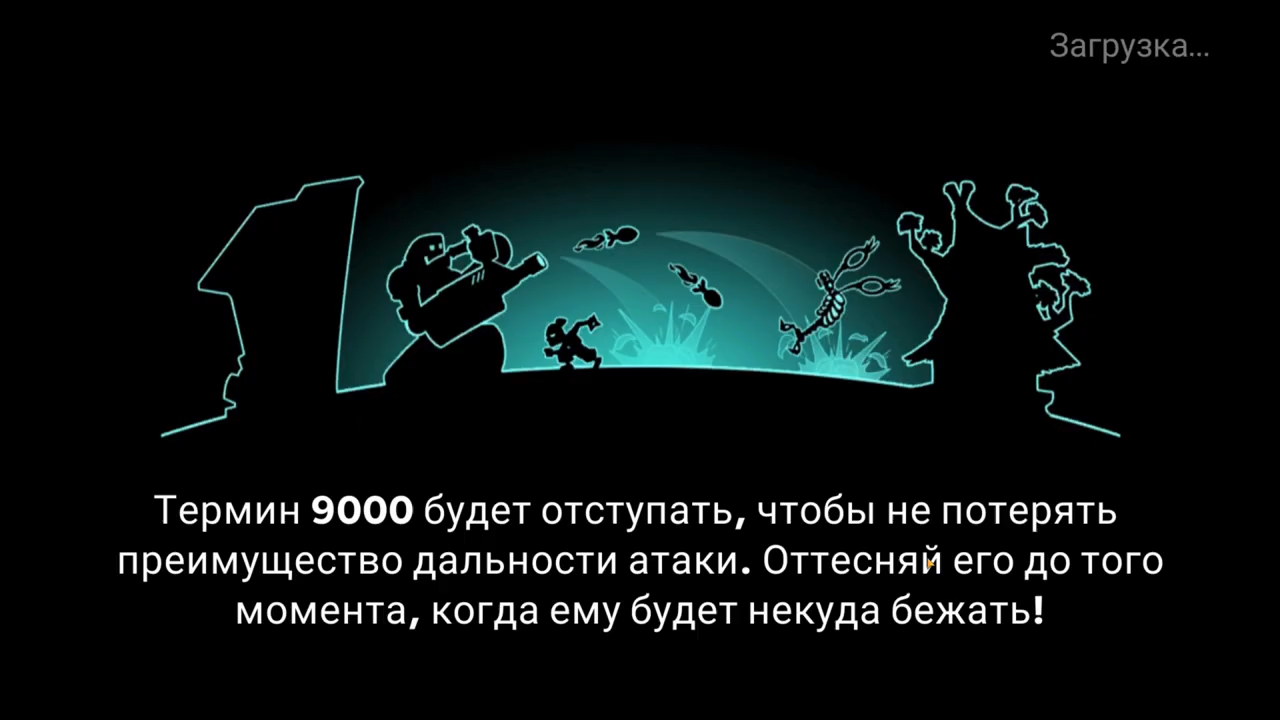 Загрузка...
Термин 9000 будет отступать, чтобы не потерять
преимущество дальности атаки. Оттесняй его до того
момента, когда ему будет некуда бежать!